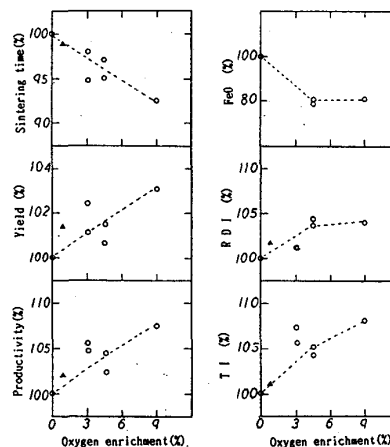 Sintering time(%)
100
95
90
FeO (%)
100
80
Yield (%)
104
102
100
RDI (%)
110
105
100
Productivity(%)
110
105
100
TI (%)
110
105
100
0 3 6 9
Oxygen enrichment(%)
0 3 6 9
Oxygen enrichment(%)